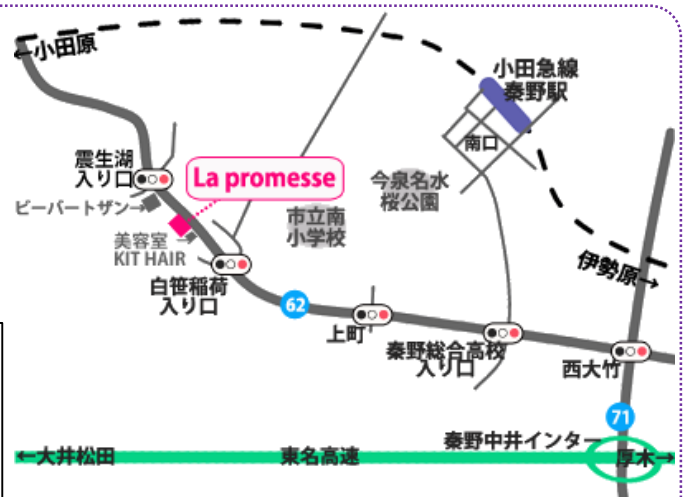 ←小田原
小田急線
秦野駅
南口
震生湖
入り口
La promesse
今泉名水
桜公園
ビーバートザン→
市立南
小学校
美容室→
KIT HAIR
伊勢原→
白笹稲荷
入り口
62
上町
秦野総合高校
入り口
西大竹
71
秦野中井インター
←大井松田
東名高速
厚木→